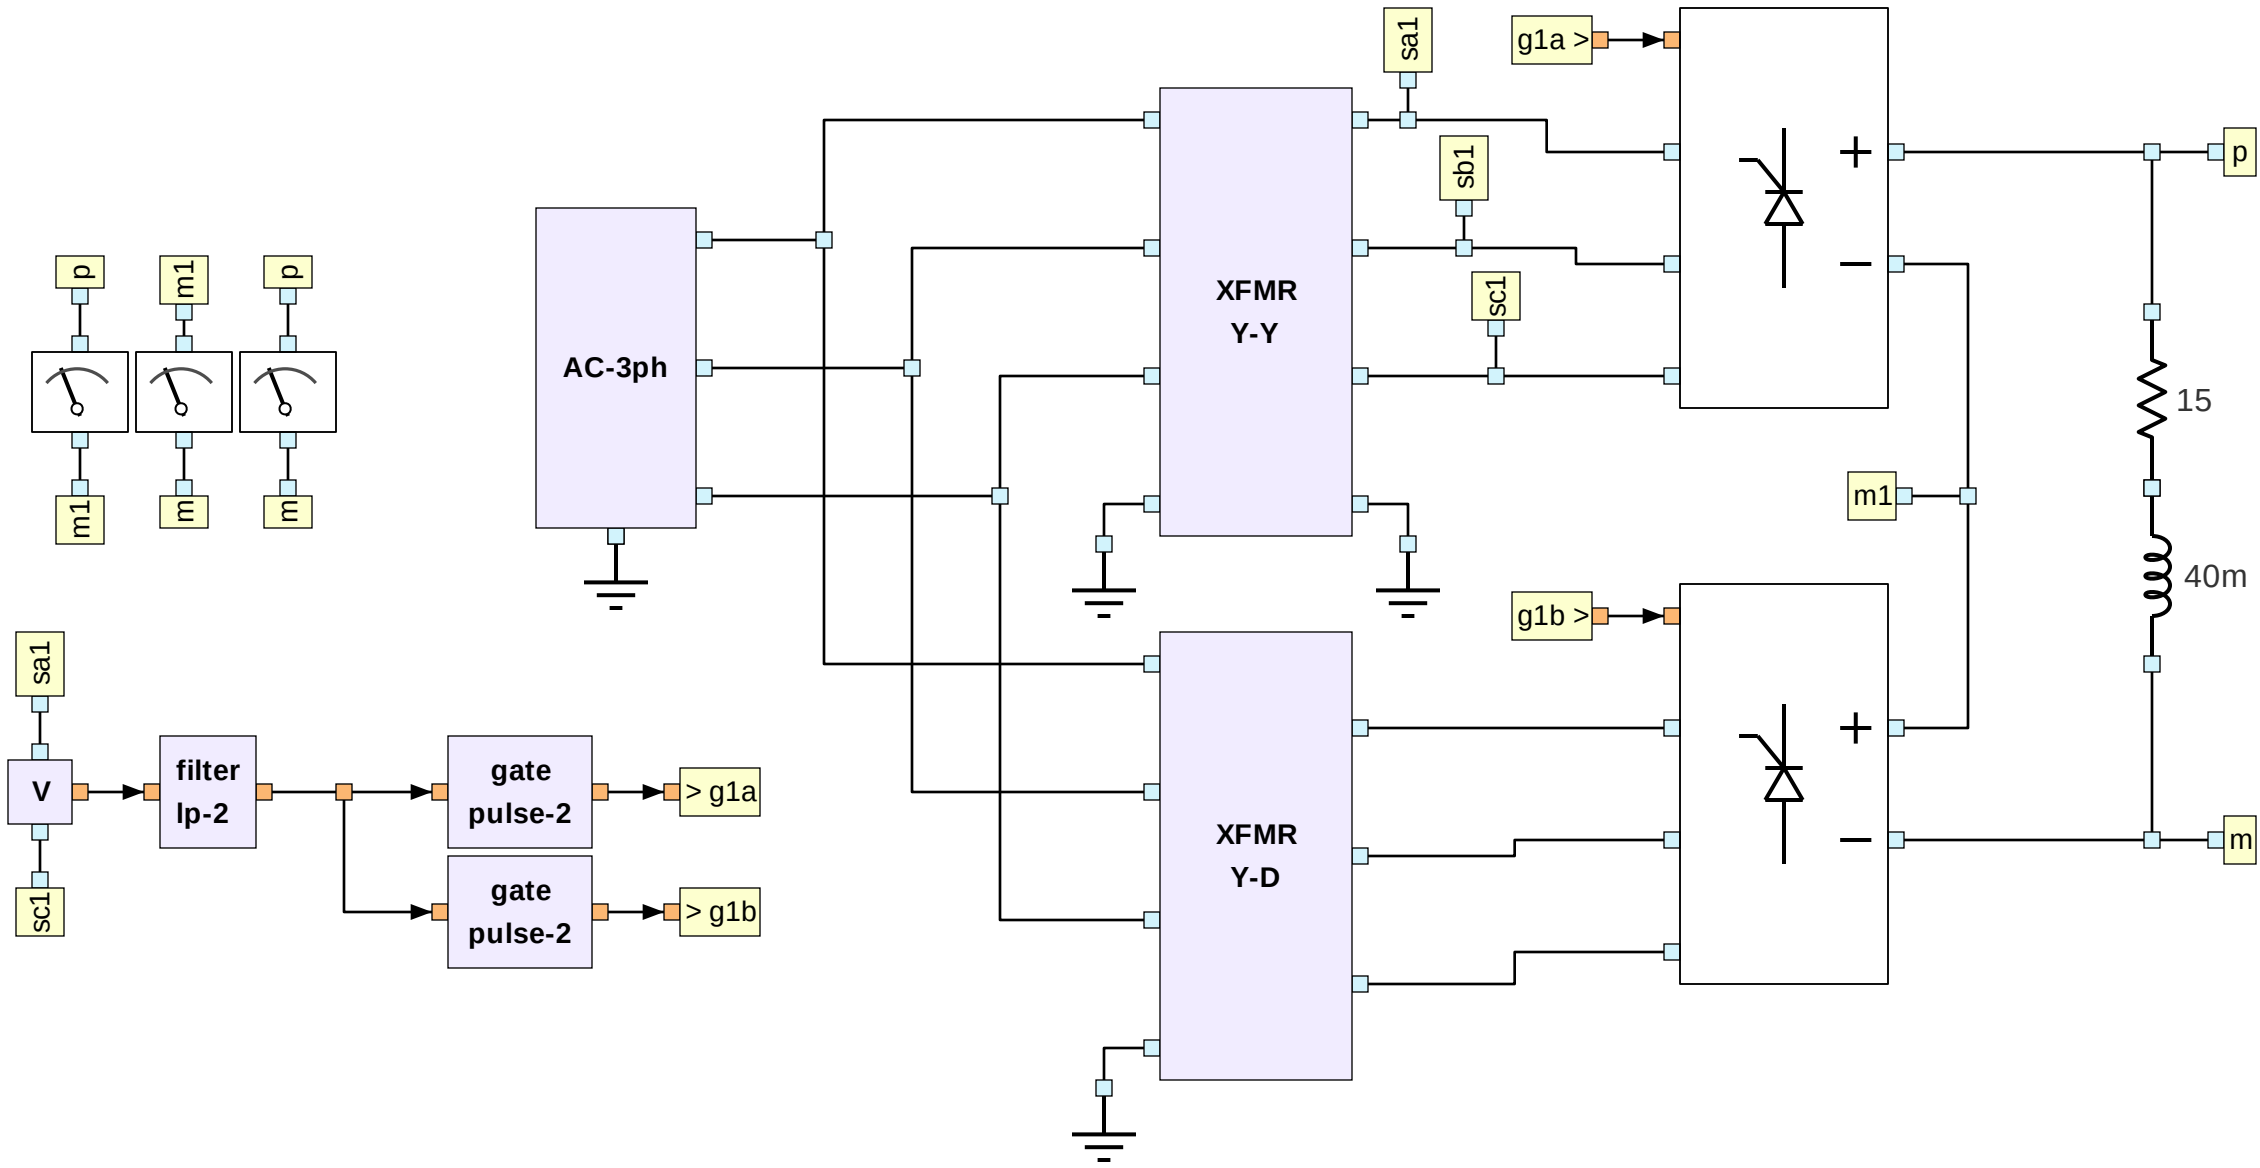 sa1
g1a >
sb1
p
p
m1
p
XFMR
Y-Y
sc1
AC-3ph
15
m1
m
m
m1
40m
g1b >
sa1
V
filter
lp-2
gate
pulse-2
> g1a
XFMR
Y-D
m
sc1
gate
pulse-2
> g1b